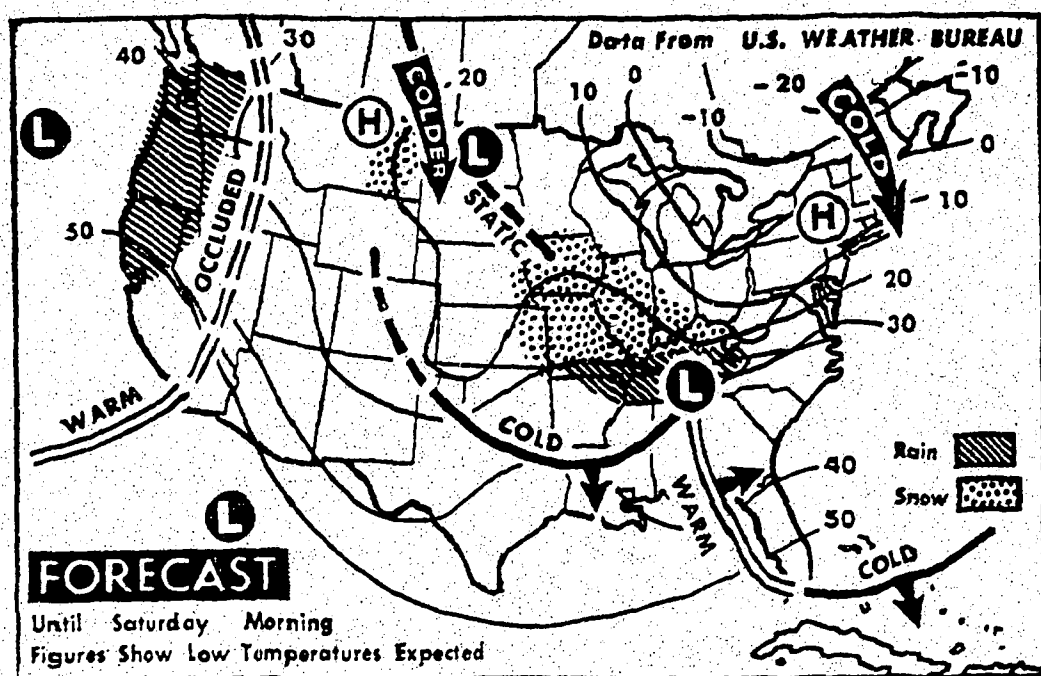 Data From U.S. WEATHER BUREAU
40
30
-20
0
10
-10
-20
-10
0
COLDER
COLD
L
H
L
H
-10
50
OCCLUDED
STATIC
20
30
L
WARM
COLD
WARM
Rain
Snow
40
50
COLD
L
FORECAST
Until Saturday Morning
Figures Show Low Temperatures Expected